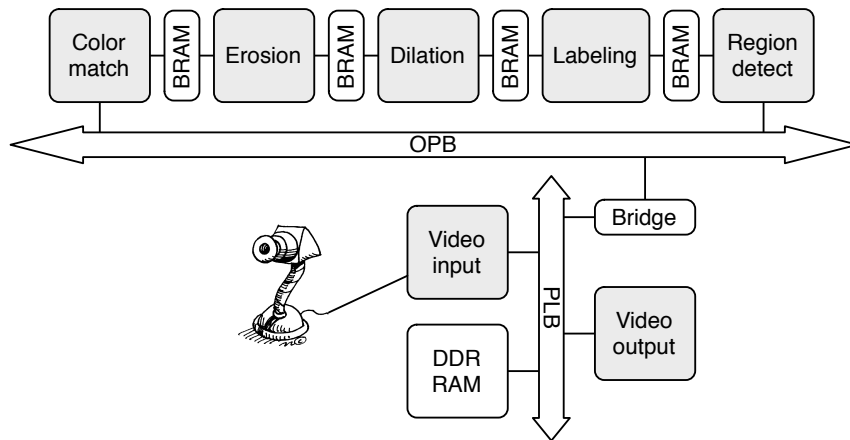 Color
match
BRAM
Erosion
BRAM
Dilation
BRAM
Labeling
BRAM
Region
detect
OPB
Bridge
Video
input
PLB
Video
output
DDR
RAM